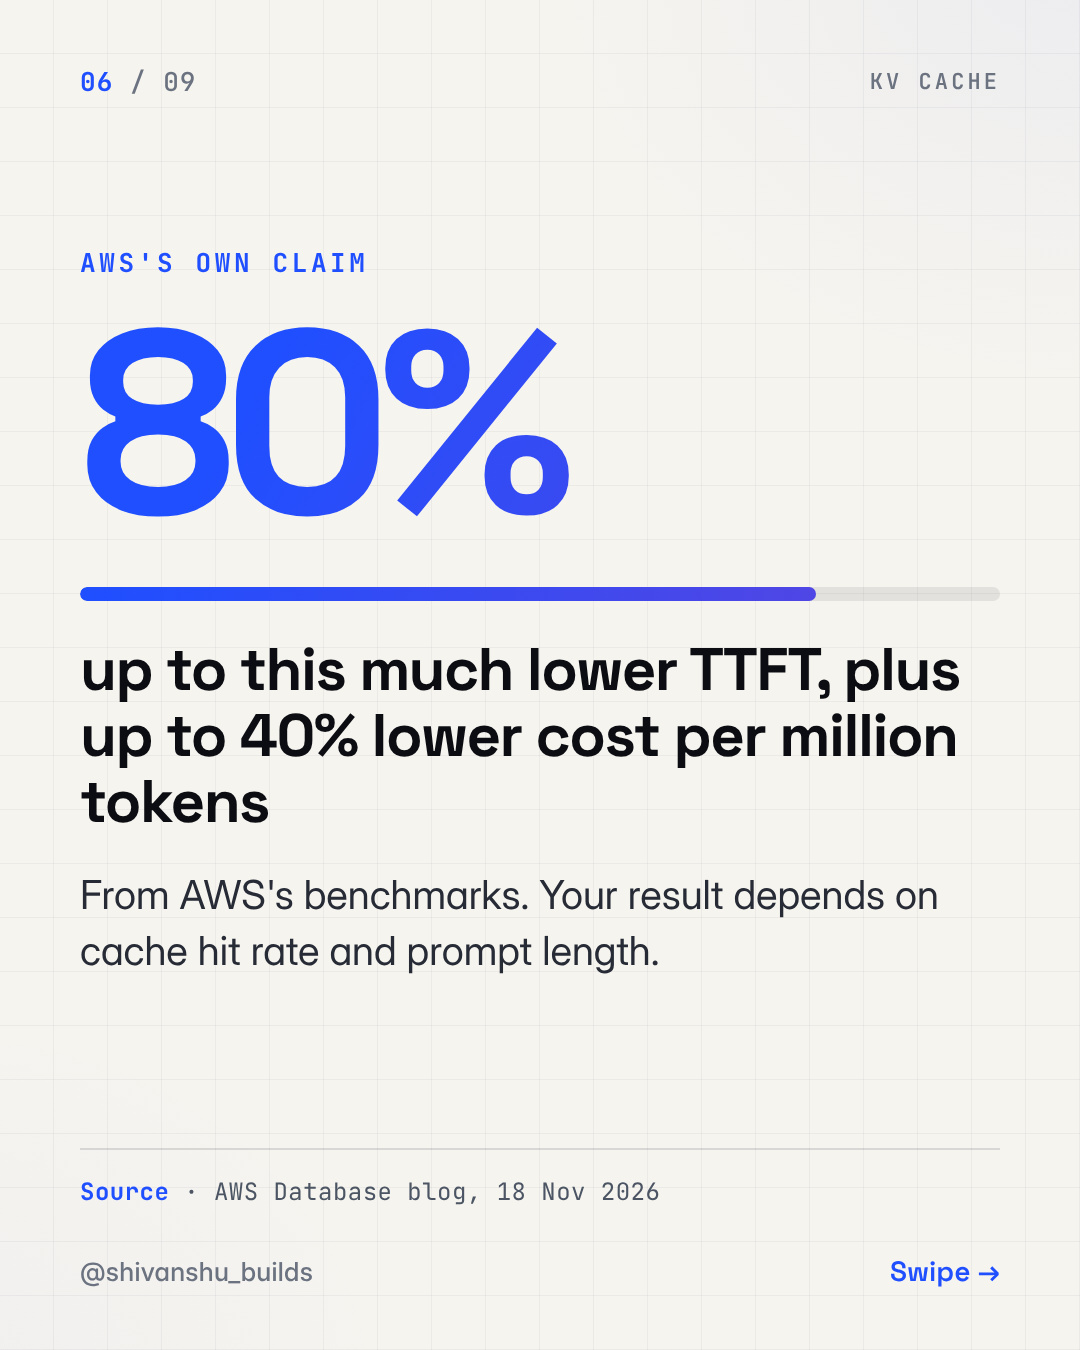 06 / 09
KV CACHE
AWS'S OWN CLAIM
80%
up to this much lower TTFT, plus
up to 40% lower cost per million
tokens
From AWS's benchmarks. Your result depends on
cache hit rate and prompt length.
Source · AWS Database blog, 18 Nov 2026
@shivanshu_builds
Swipe →